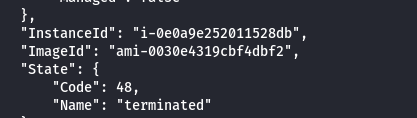 },
"InstanceId": "i-0e0a9e252011528db",
"ImageId": "ami-0030e4319cbf4dbf2",
"State": {
"Code": 48,
"Name": "terminated"